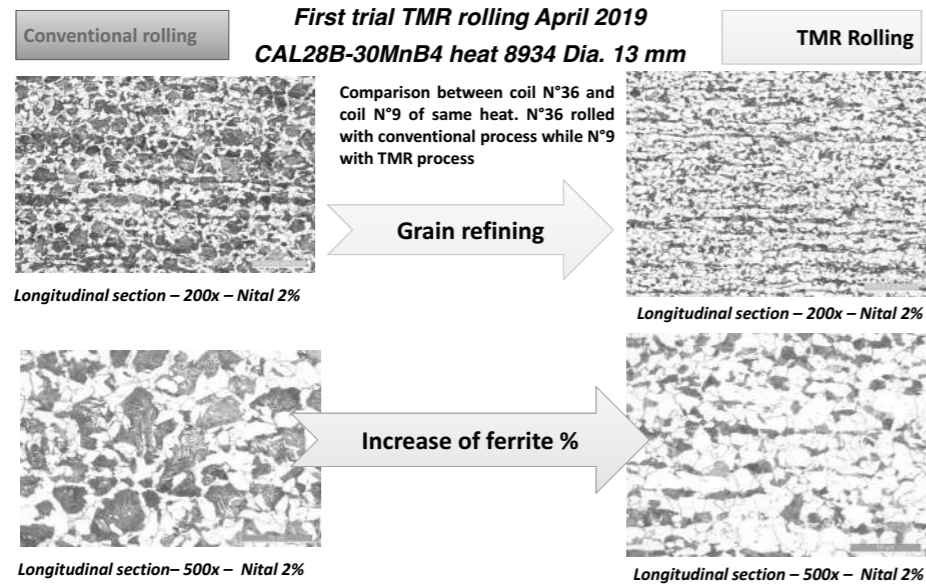 First trial TMR rolling April 2019
Conventional rolling
CAL28B-30MnB4 heat 8934 Dia. 13 mm
TMR Rolling
Comparison between coil N°36 and
coil N°9 of same heat. N°36 rolled
with conventional process while N°9
with TMR process
Grain refining
Longitudinal section – 200x – Nital 2%
Longitudinal section – 200x – Nital 2%
Increase of ferrite %
Longitudinal section– 500x – Nital 2%
Longitudinal section – 500x – Nital 2%